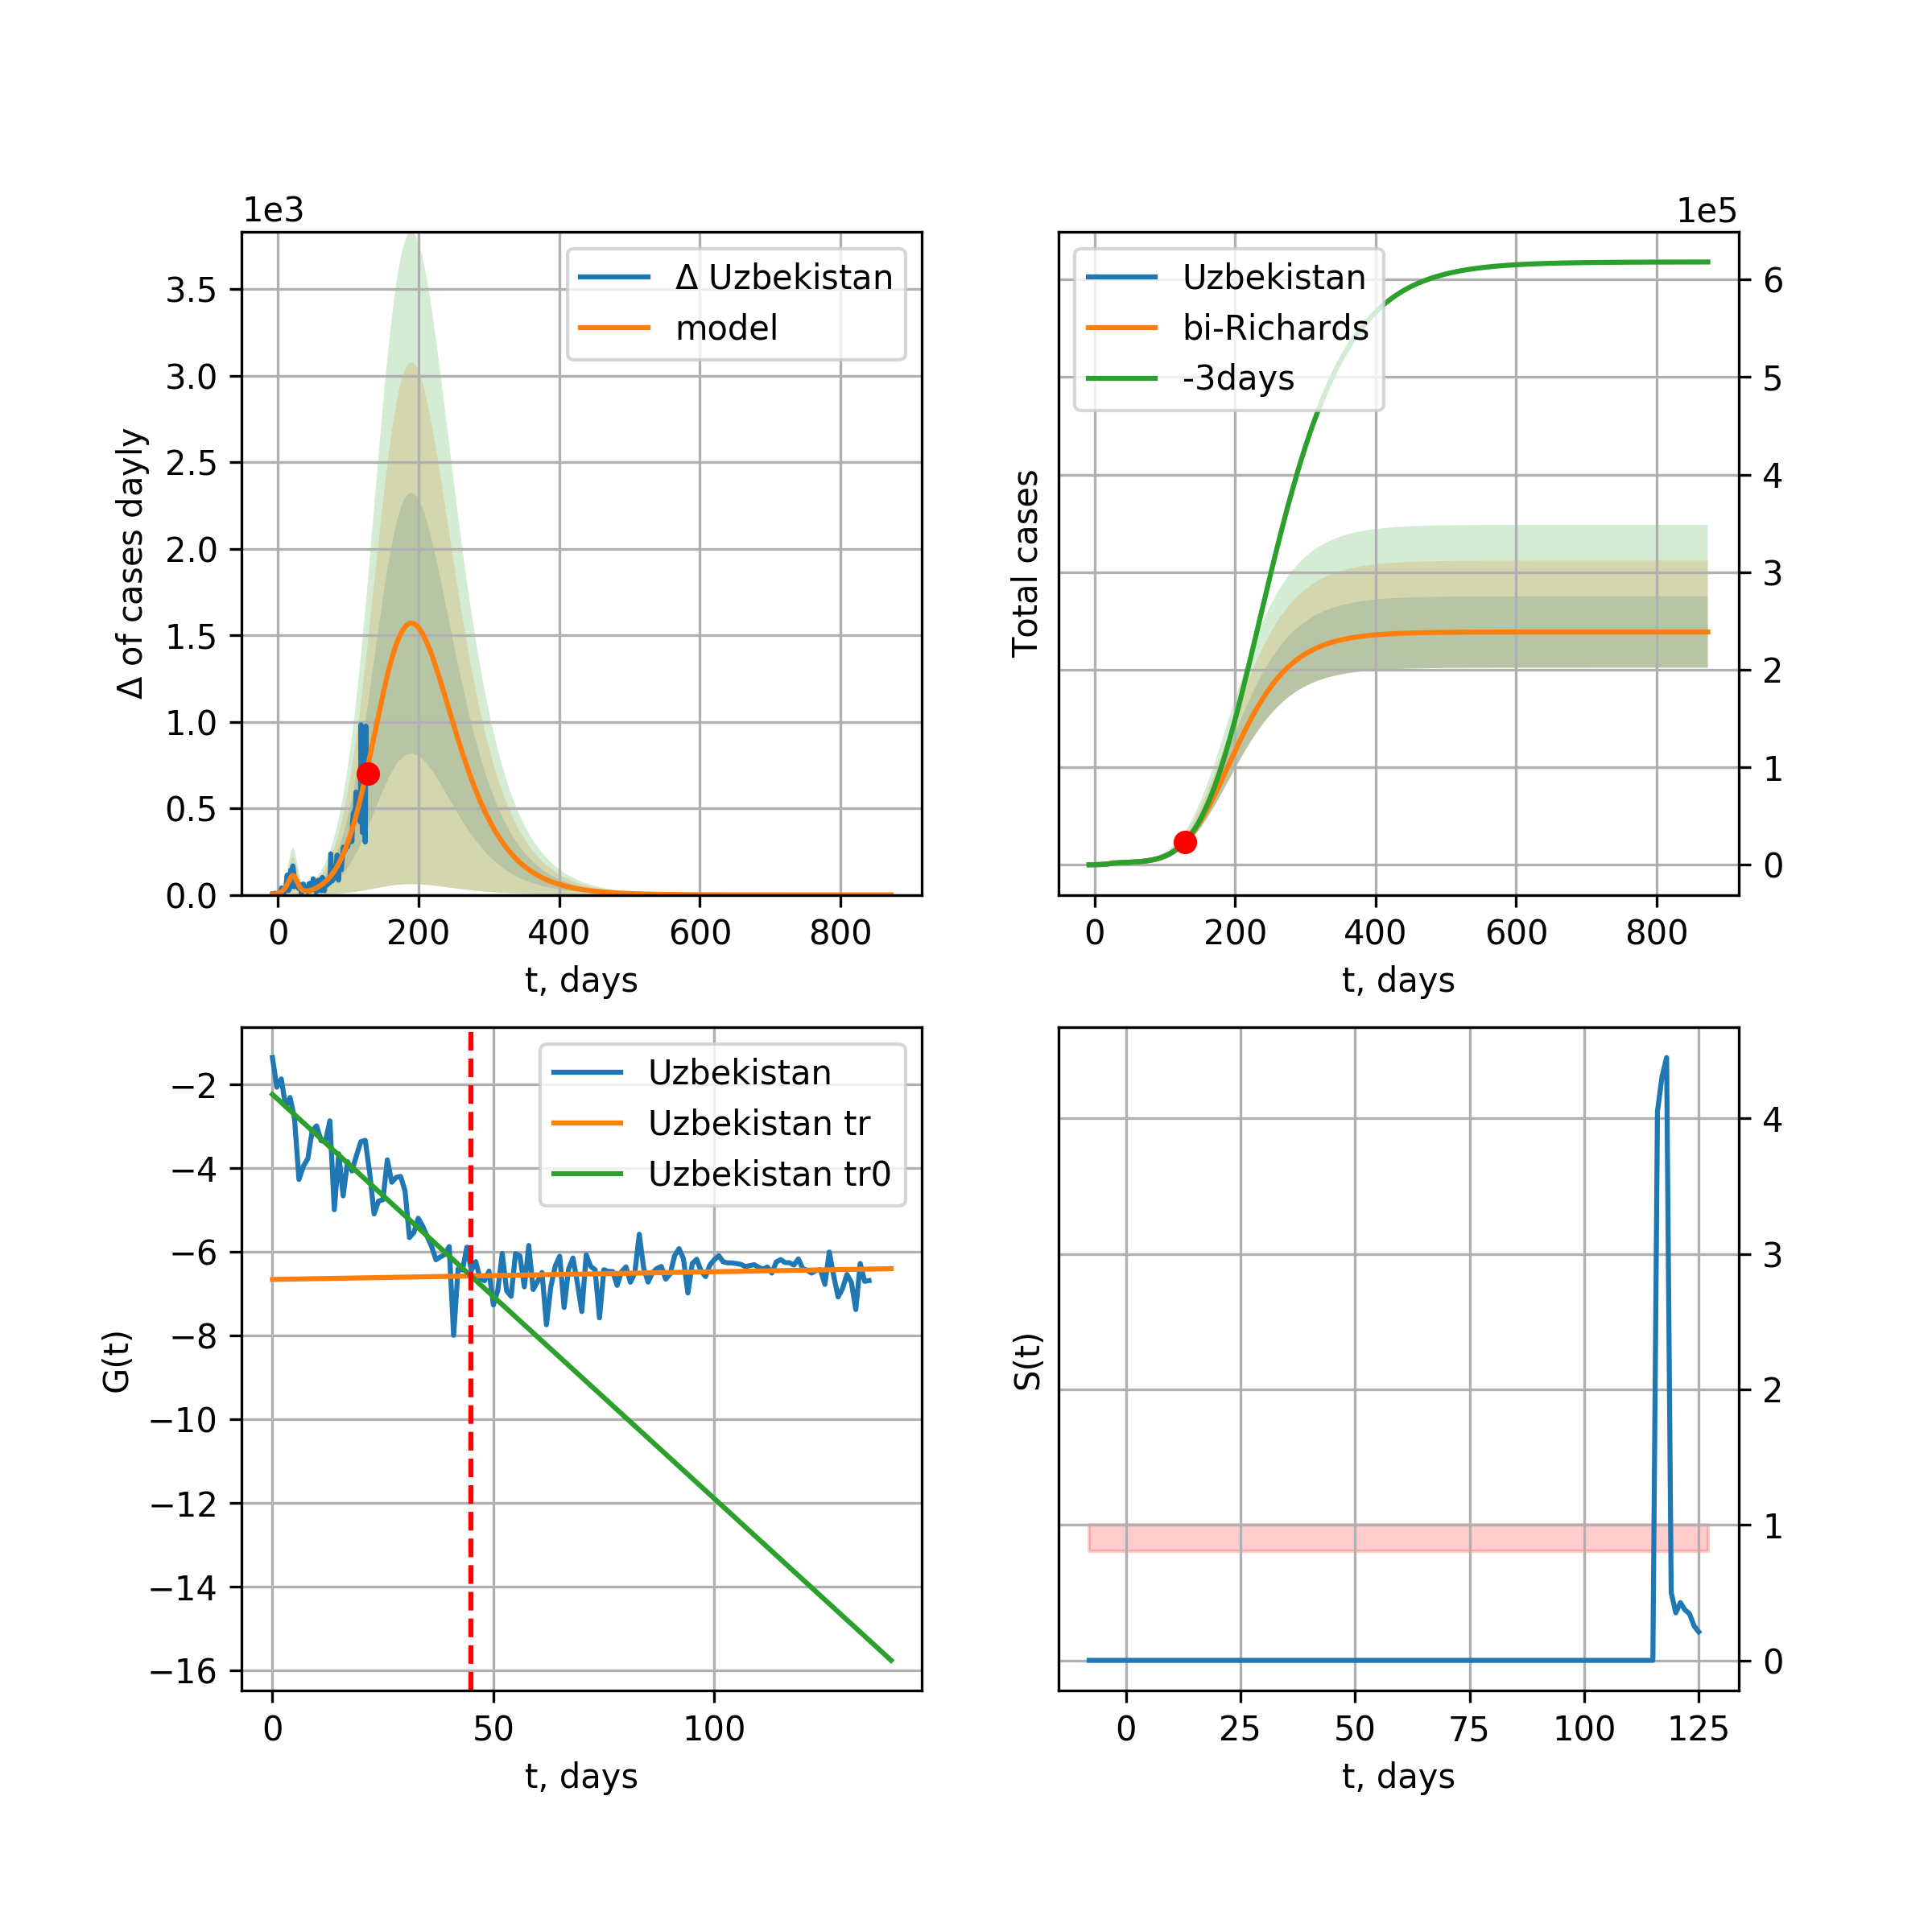 1e3
3.5
3.0
2.5
2.0
1.5
1.0
0.5
0.0
Δ of cases dayly
Δ Uzbekistan
model
0 200 400 600 800
t, days
1e5
Total cases
Uzbekistan
bi-Richards
-3days
6
5
4
3
2
1
0
0 200 400 600 800
t, days
−2
−4
−6
−8
−10
−12
−14
−16
G(t)
Uzbekistan
Uzbekistan tr
Uzbekistan tr0
0 50 100
t, days
S(t)
4
3
2
1
0
0 25 50 75 100 125
t, days